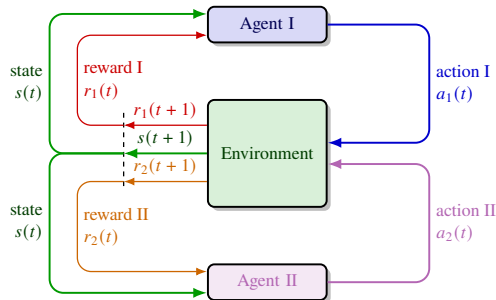 Agent I
state
s(t)
reward I
r₁(t)
action I
a₁(t)
r₁(t+1)
s(t+1)
r₂(t+1)
Environment
state
s(t)
reward II
r₂(t)
action II
a₂(t)
Agent II